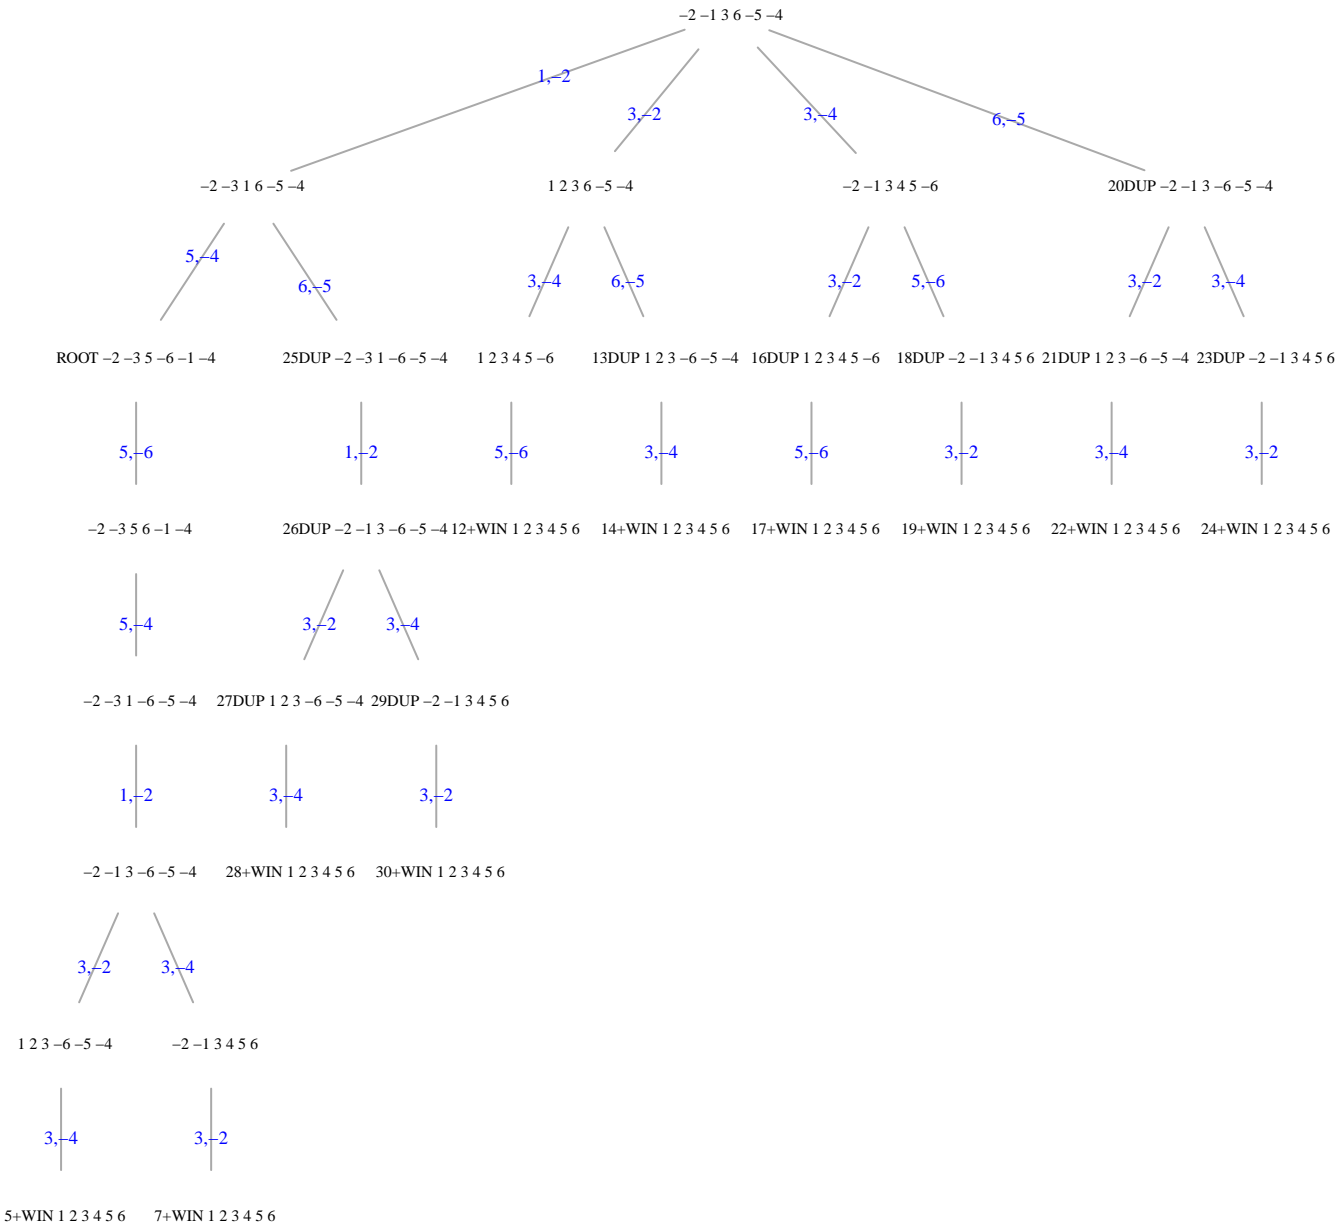 −2 −1 3 6 −5 −4
1,−2
3,−2
3,−4
6,−5
−2 −3 1 6 −5 −4
1 2 3 6 −5 −4
−2 −1 3 4 5 −6
20DUP −2 −1 3 −6 −5 −4
5,−4
6,−5
3,−4
6,−5
3,−2
5,−6
3,−2
3,−4
ROOT −2 −3 5 −6 −1 −4
25DUP −2 −3 1 −6 −5 −4
1 2 3 4 5 −6
13DUP 1 2 3 −6 −5 −4
16DUP 1 2 3 4 5 −6
18DUP −2 −1 3 4 5 6
21DUP 1 2 3 −6 −5 −4
23DUP −2 −1 3 4 5 6
5,−6
1,−2
5,−6
3,−4
5,−6
3,−2
3,−4
3,−2
−2 −3 5 6 −1 −4
26DUP −2 −1 3 −6 −5 −4
12+WIN 1 2 3 4 5 6
14+WIN 1 2 3 4 5 6
17+WIN 1 2 3 4 5 6
19+WIN 1 2 3 4 5 6
22+WIN 1 2 3 4 5 6
24+WIN 1 2 3 4 5 6
5,−4
3,−2
3,−4
−2 −3 1 −6 −5 −4
27DUP 1 2 3 −6 −5 −4
29DUP −2 −1 3 4 5 6
1,−2
3,−4
3,−2
−2 −1 3 −6 −5 −4
28+WIN 1 2 3 4 5 6
30+WIN 1 2 3 4 5 6
3,−2
3,−4
1 2 3 −6 −5 −4
−2 −1 3 4 5 6
3,−4
3,−2
5+WIN 1 2 3 4 5 6
7+WIN 1 2 3 4 5 6